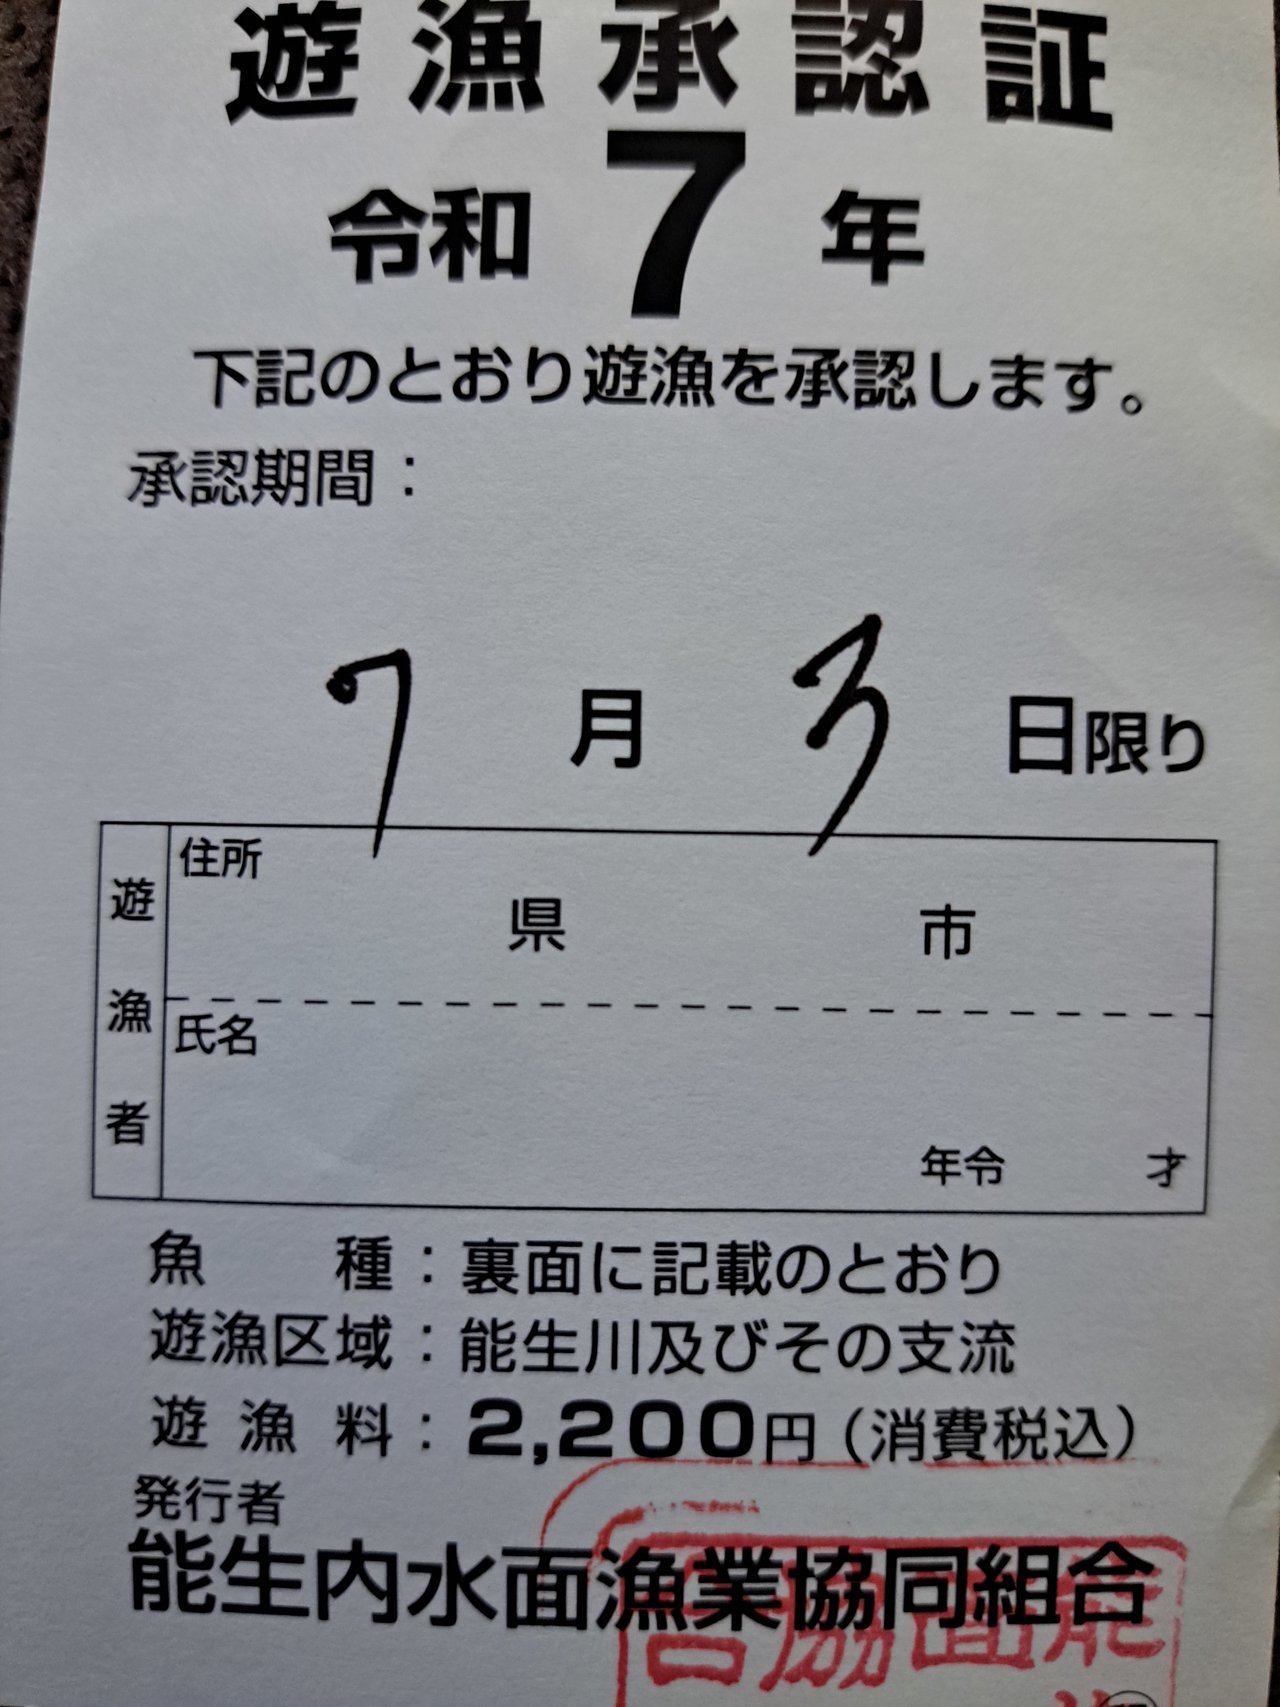 遊漁承認証
令和7年
下記のとおり遊漁を承認します。
承認期間：
7月3日限り
遊漁者
住所
県 市
氏名
年令 才
魚種：裏面に記載のとおり
遊漁区域：能生川及びその支流
遊漁料：2,200円（消費税込）
発行者
能生内水面漁業協同組合